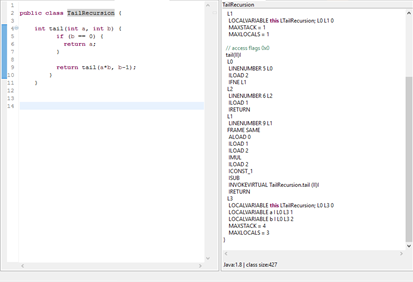 1
2 public class TailRecursion {
3
4 int tail(int a, int b) {
5 if (b == 0) {
6 return a;
7 }
8
9 return tail(a*b, b-1);
10 }
11 }
12
13
14
TailRecursion
L1
LOCALVARIABLE this LTailRecursion; L0 L1 0
MAXSTACK = 1
MAXLOCALS = 1
// access flags 0x0
tail(II)I
L0
LINENUMBER 5 L0
ILOAD 2
IFNE L1
L2
LINENUMBER 6 L2
ILOAD 1
IRETURN
L1
LINENUMBER 9 L1
FRAME SAME
ALOAD 0
ILOAD 1
ILOAD 2
IMUL
ILOAD 2
ICONST_1
ISUB
INVOKEVIRTUAL TailRecursion.tail (II)I
IRETURN
L3
LOCALVARIABLE this LTailRecursion; L0 L3 0
LOCALVARIABLE a I L0 L3 1
LOCALVARIABLE b I L0 L3 2
MAXSTACK = 4
MAXLOCALS = 3
}
Java:1.8 | class size:427